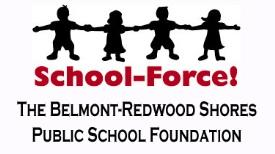 School-Force!
THE BELMONT-REDWOOD SHORES
PUBLIC SCHOOL FOUNDATION